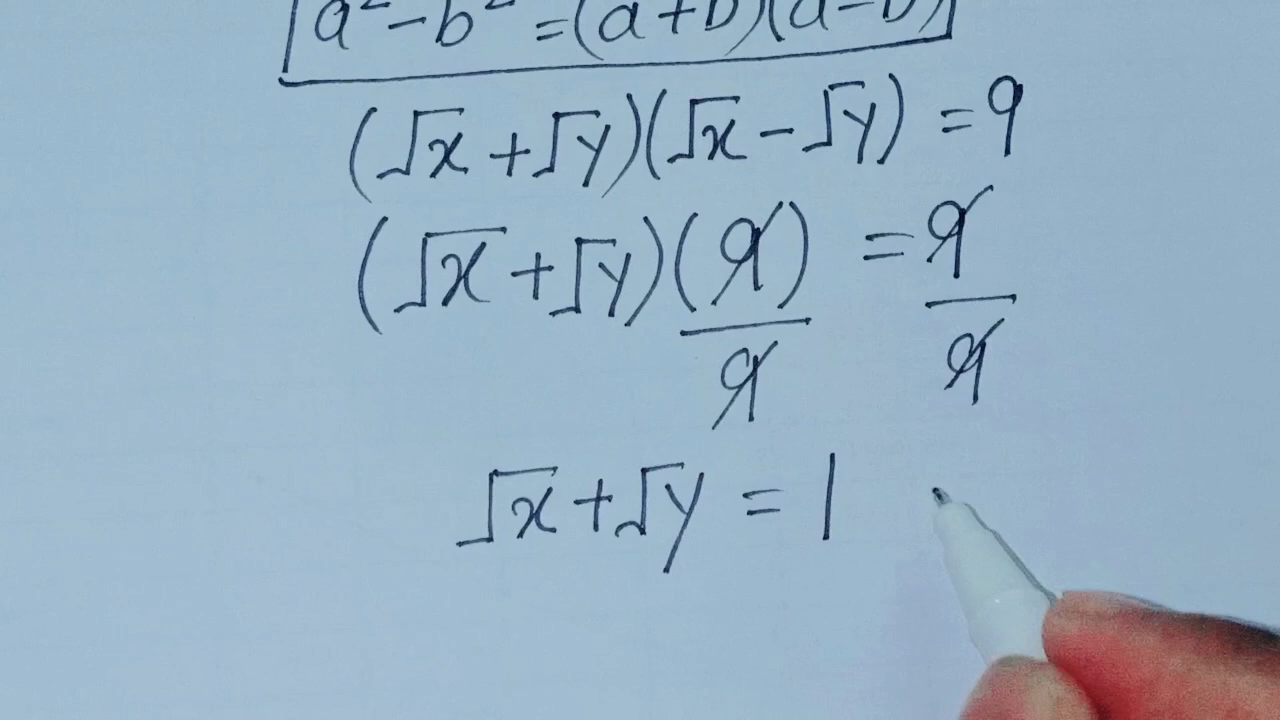 a² - b² = (a + b)(a - b)
(√x + √y)(√x - √y) = 9
(√x + √y)(9)/9 = 9/9
√x + √y = 1